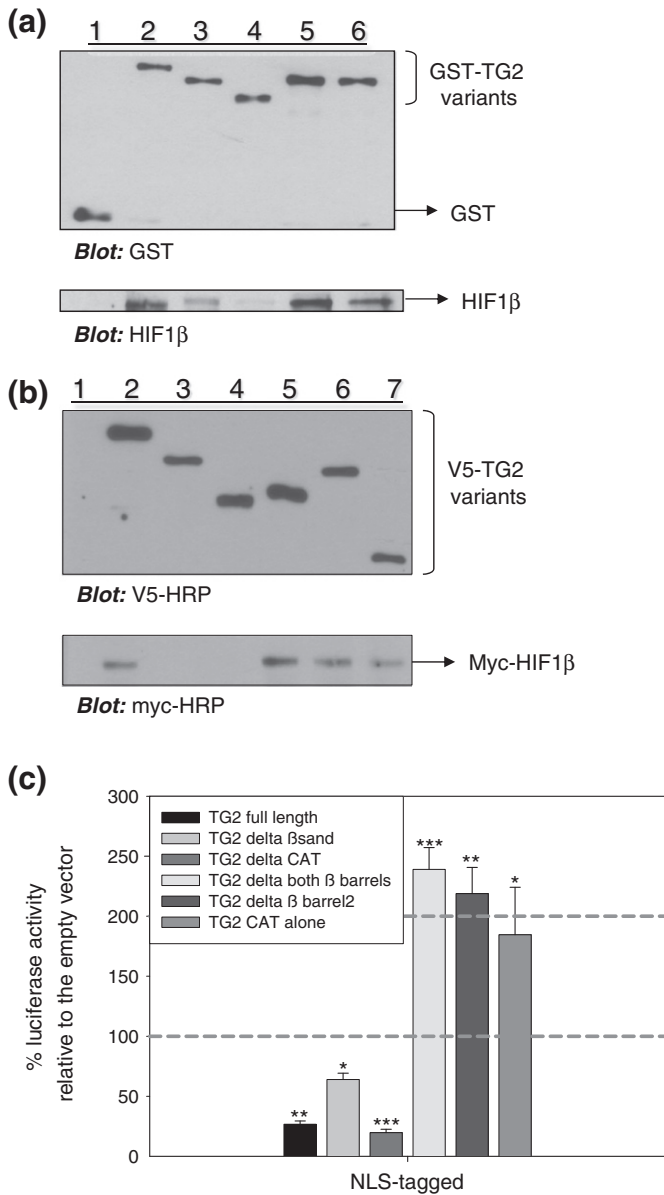 (a)
1 2 3 4 5 6
GST-TG2
variants
GST
Blot: GST
HIF1β
Blot: HIF1β
(b)
1 2 3 4 5 6 7
V5-TG2
variants
Blot: V5-HRP
Myc-HIF1β
Blot: myc-HRP
(c)
% luciferase activity
relative to the empty vector
300
250
200
150
100
50
0
TG2 full length
TG2 delta ßsand
TG2 delta CAT
TG2 delta both ß barrels
TG2 delta ß barrel2
TG2 CAT alone
** * *** *** ** *
NLS-tagged